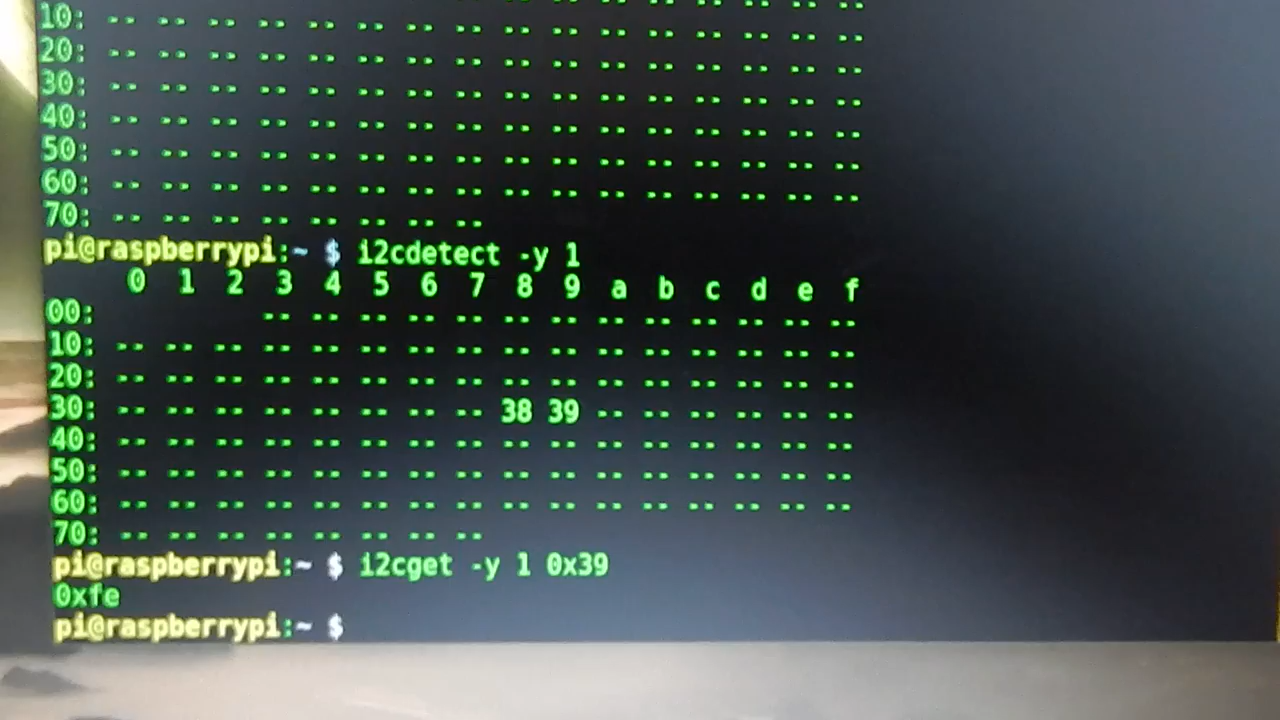 10: -- -- -- -- -- -- -- -- -- -- -- -- -- -- -- --
20: -- -- -- -- -- -- -- -- -- -- -- -- -- -- -- --
30: -- -- -- -- -- -- -- -- -- -- -- -- -- -- -- --
40: -- -- -- -- -- -- -- -- -- -- -- -- -- -- -- --
50: -- -- -- -- -- -- -- -- -- -- -- -- -- -- -- --
60: -- -- -- -- -- -- -- -- -- -- -- -- -- -- -- --
70: -- -- -- -- -- -- -- --
pi@raspberrypi:~ $ i2cdetect -y 1
0 1 2 3 4 5 6 7 8 9 a b c d e f
00: -- -- -- -- -- -- -- -- -- -- -- -- --
10: -- -- -- -- -- -- -- -- -- -- -- -- -- -- -- --
20: -- -- -- -- -- -- -- -- -- -- -- -- -- -- -- --
30: -- -- -- -- -- -- -- -- 38 39 -- -- -- -- -- --
40: -- -- -- -- -- -- -- -- -- -- -- -- -- -- -- --
50: -- -- -- -- -- -- -- -- -- -- -- -- -- -- -- --
60: -- -- -- -- -- -- -- -- -- -- -- -- -- -- -- --
70: -- -- -- -- -- -- -- --
pi@raspberrypi:~ $ i2cget -y 1 0x39
0xfe
pi@raspberrypi:~ $